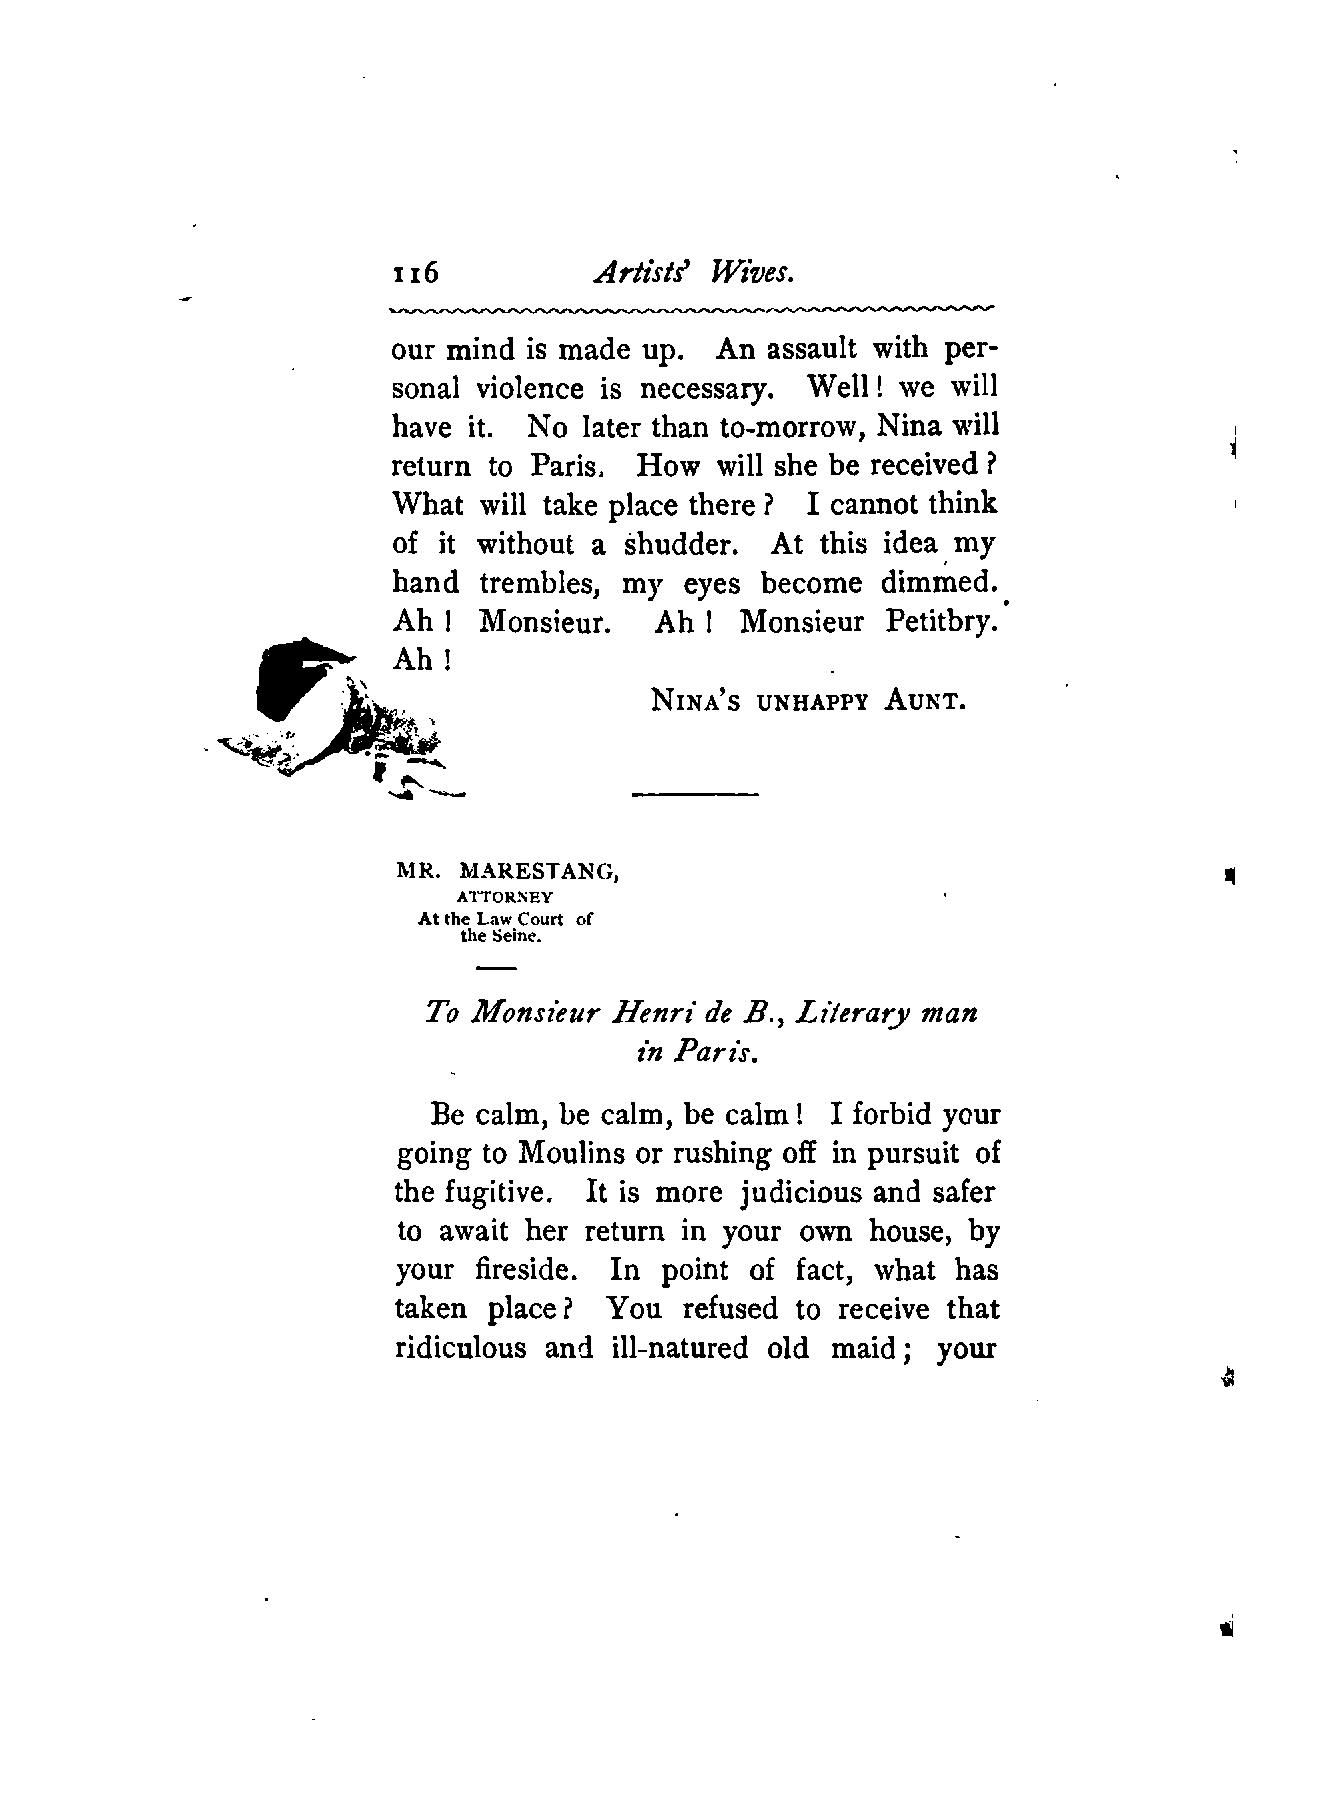 116 Artists' Wives.
our mind is made up. An assault with per-
sonal violence is necessary. Well! we will
have it. No later than to-morrow, Nina will
return to Paris. How will she be received?
What will take place there? I cannot think
of it without a shudder. At this idea my
hand trembles, my eyes become dimmed.
Ah! Monsieur. Ah! Monsieur Petitbry.
Ah!
NINA'S UNHAPPY AUNT.
MR. MARESTANG,
ATTORNEY
At the Law Court of
the Seine.
To Monsieur Henri de B., Literary man
in Paris.
Be calm, be calm, be calm! I forbid your
going to Moulins or rushing off in pursuit of
the fugitive. It is more judicious and safer
to await her return in your own house, by
your fireside. In point of fact, what has
taken place? You refused to receive that
ridiculous and ill-natured old maid; your